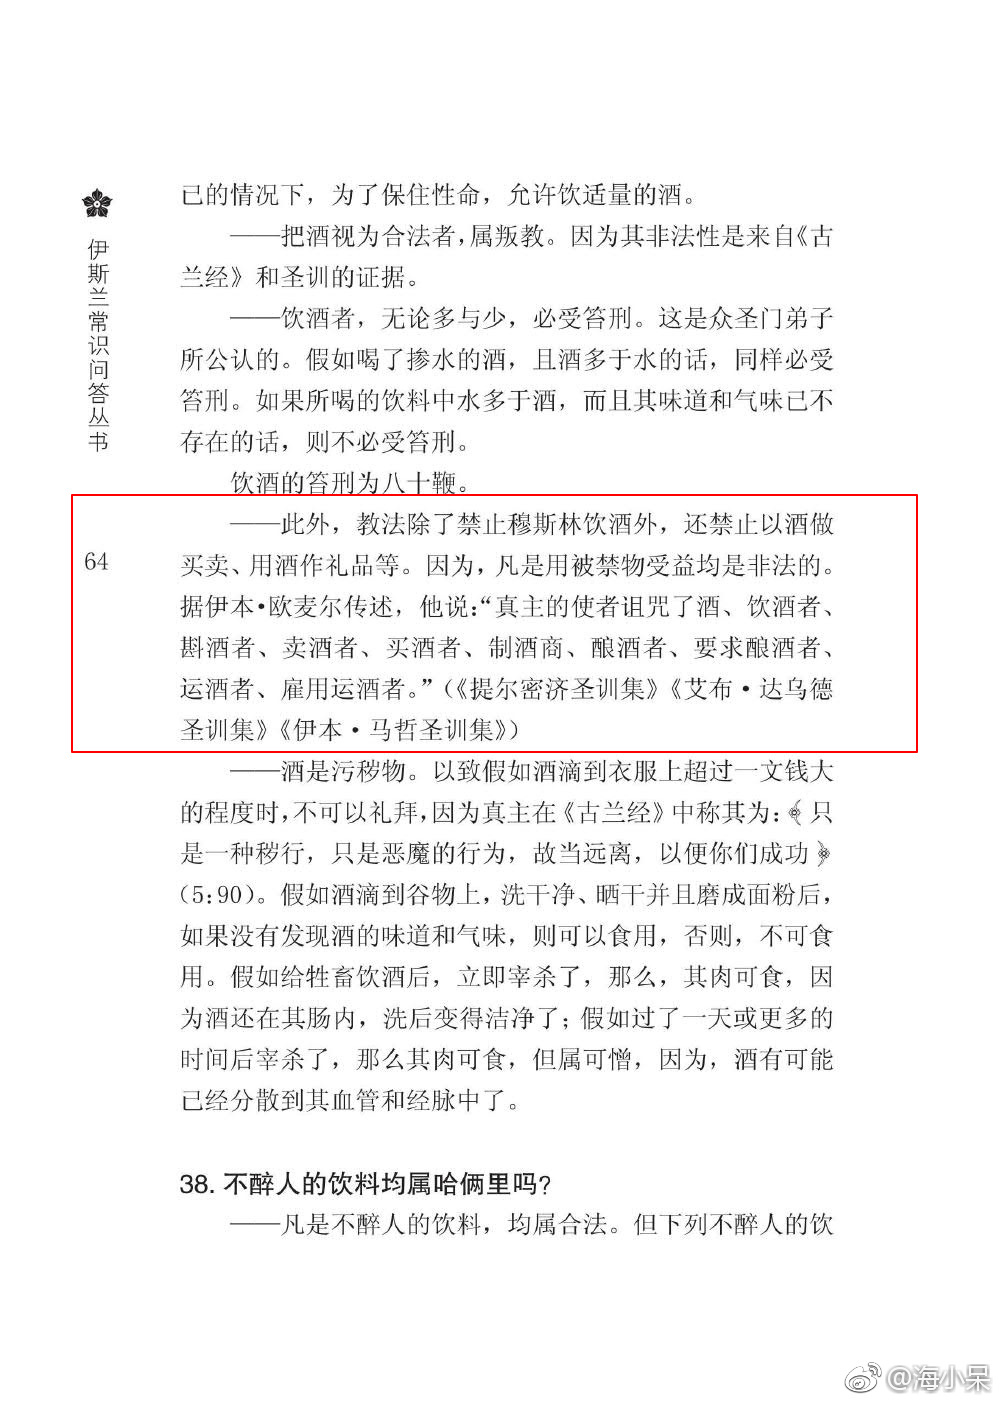 已的情况下，为了保住性命，允许饮适量的酒。
——把酒视为合法者，属叛教。因为其非法性是来自《古
兰经》和圣训的证据。
——饮酒者，无论多与少，必受笞刑。这是众圣门弟子
所公认的。假如喝了掺水的酒，且酒多于水的话，同样必受
笞刑。如果所喝的饮料中水多于酒，而且其味道和气味已不
存在的话，则不必受笞刑。
饮酒的笞刑为八十鞭。
——此外，教法除了禁止穆斯林饮酒外，还禁止以酒做
买卖、用酒作礼品等。因为，凡是用被禁物受益均是非法的。
据伊本·欧麦尔传述，他说：“真主的使者诅咒了酒、饮酒者、
斟酒者、卖酒者、买酒者、制酒商、酿酒者、要求酿酒者、
运酒者、雇用运酒者。”（《提尔密济圣训集》《艾布·达乌德
圣训集》《伊本·马哲圣训集》）
——酒是污秽物。以致假如酒滴到衣服上超过一文钱大
的程度时，不可以礼拜，因为真主在《古兰经》中称其为：﴾只
是一种秽行，只是恶魔的行为，故当远离，以便你们成功﴿
（5:90）。假如酒滴到谷物上，洗干净、晒干并且磨成面粉后，
如果没有发现酒的味道和气味，则可以食用，否则，不可食
用。假如给牲畜饮酒后，立即宰杀了，那么，其肉可食，因
为酒还在其肠内，洗后变得洁净了；假如过了一天或更多的
时间后宰杀了，那么其肉可食，但属可憎，因为，酒有可能
已经分散到其血管和经脉中了。
38. 不醉人的饮料均属哈俩里吗？
——凡是不醉人的饮料，均属合法。但下列不醉人的饮
伊斯兰常识问答丛书
64
@海小呆